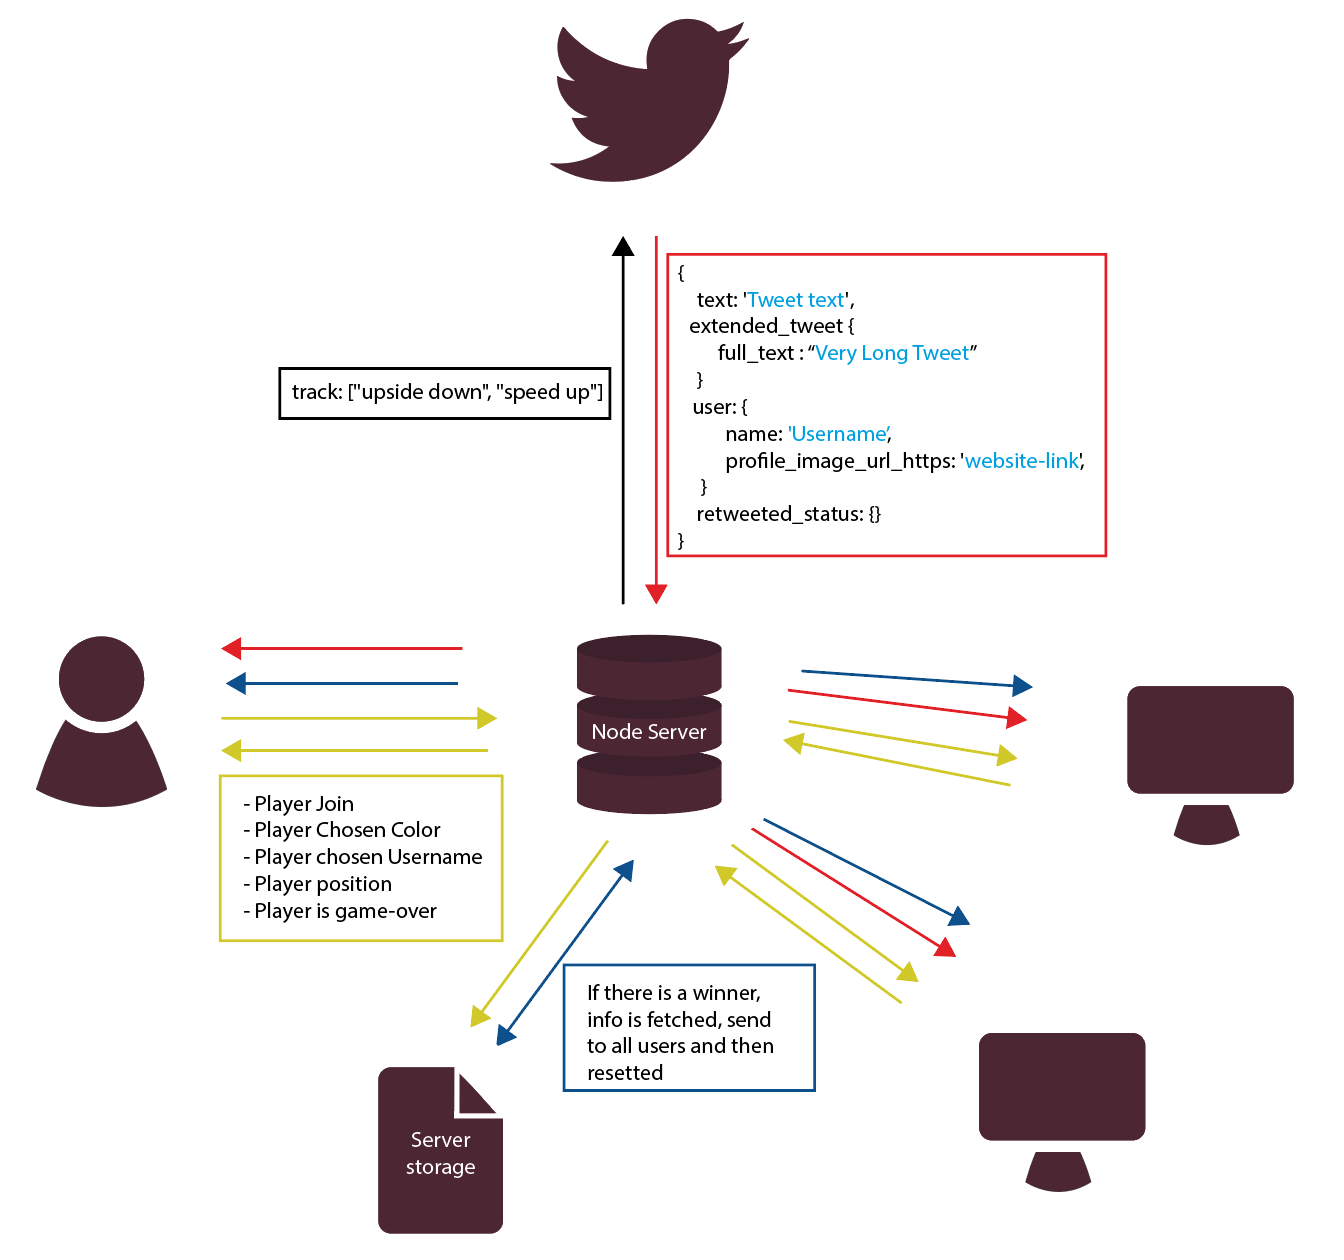 {
text: 'Tweet text',
extended_tweet {
full_text : “Very Long Tweet”
}
user: {
name: 'Username’,
profile_image_url_https: 'website-link',
}
retweeted_status: {}
}
track: ["upside down", "speed up"]
Node Server
- Player Join
- Player Chosen Color
- Player chosen Username
- Player position
- Player is game-over
If there is a winner,
info is fetched, send
to all users and then
resetted
Server
storage